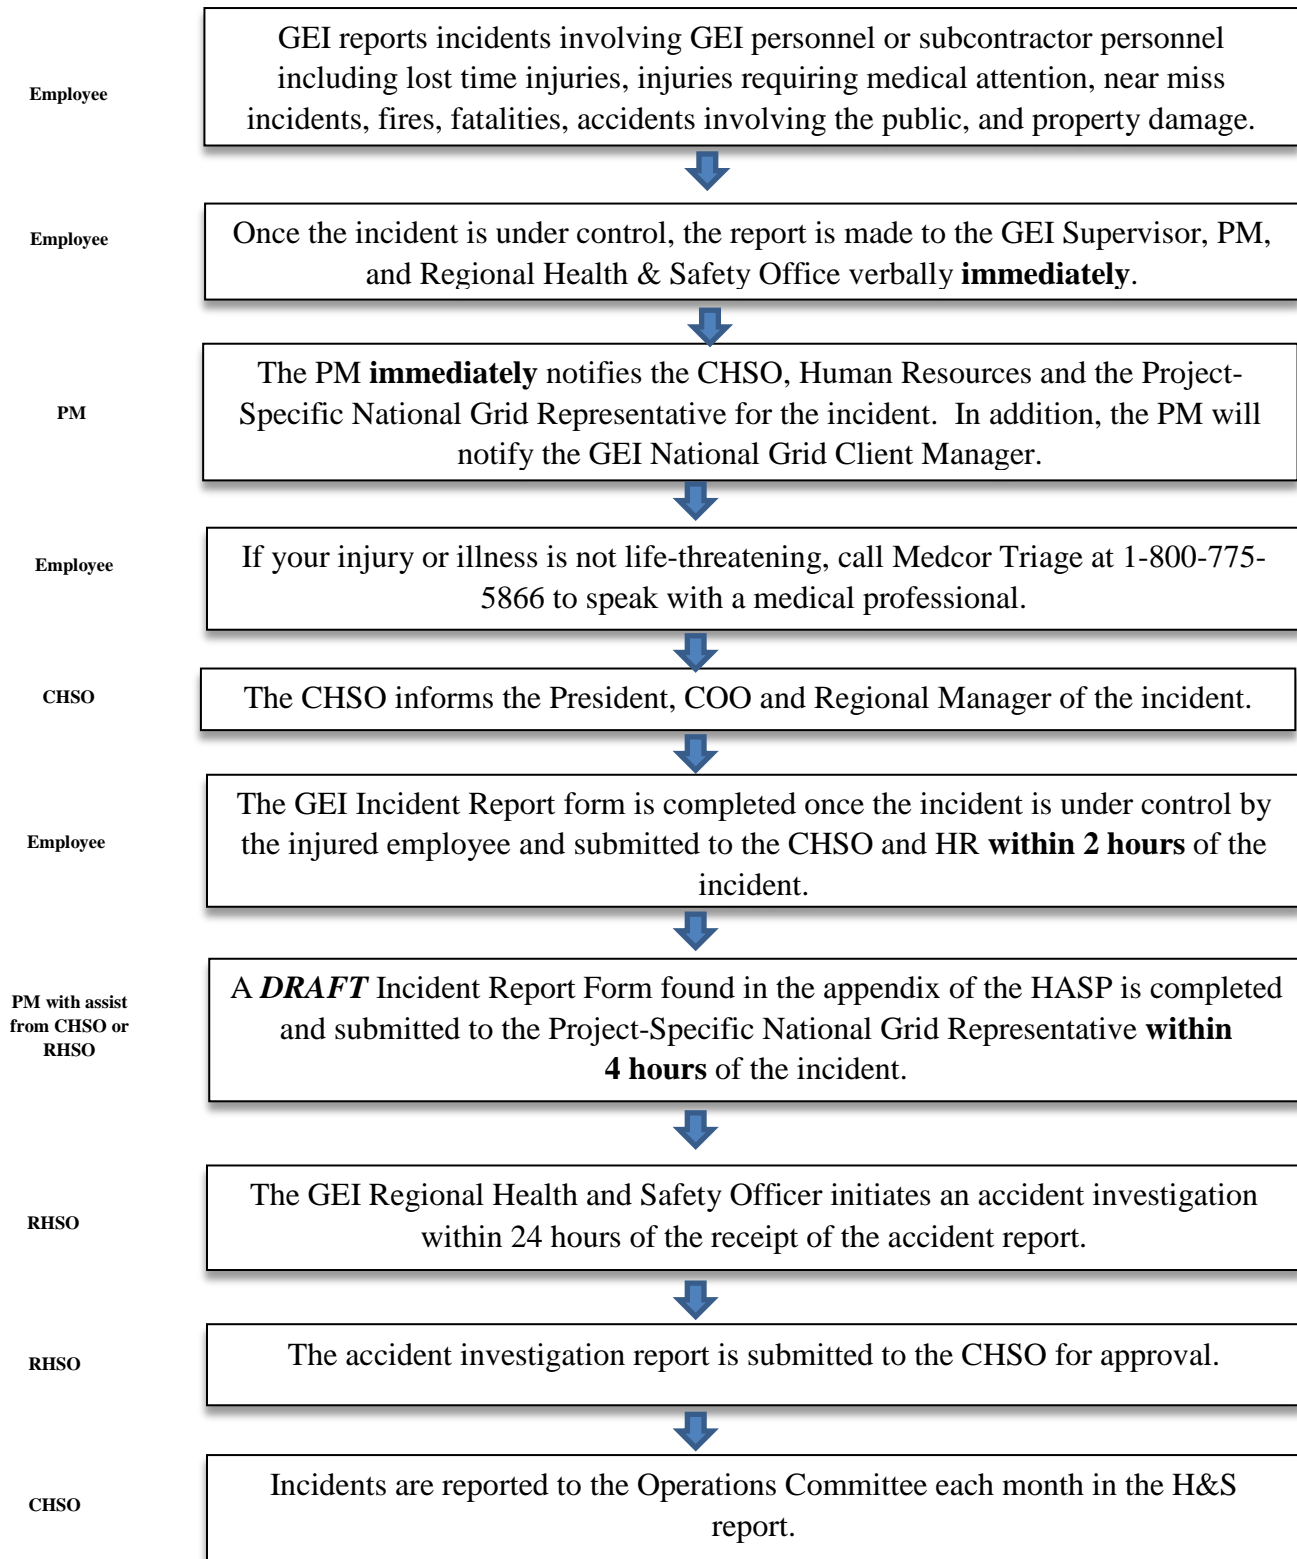 GEI reports incidents involving GEI personnel or subcontractor personnel
including lost time injuries, injuries requiring medical attention, near miss
incidents, fires, fatalities, accidents involving the public, and property damage.
Employee
Once the incident is under control, the report is made to the GEI Supervisor, PM,
and Regional Health & Safety Office verbally immediately.
Employee
The PM immediately notifies the CHSO, Human Resources and the Project-
Specific National Grid Representative for the incident.  In addition, the PM will
notify the GEI National Grid Client Manager.
PM
If your injury or illness is not life-threatening, call Medcor Triage at 1-800-775-
5866 to speak with a medical professional.
Employee
The CHSO informs the President, COO and Regional Manager of the incident.
CHSO
The GEI Incident Report form is completed once the incident is under control by
the injured employee and submitted to the CHSO and HR within 2 hours of the
incident.
Employee
A DRAFT Incident Report Form found in the appendix of the HASP is completed
and submitted to the Project-Specific National Grid Representative within
4 hours of the incident.
PM with assist
from CHSO or
RHSO
The GEI Regional Health and Safety Officer initiates an accident investigation
within 24 hours of the receipt of the accident report.
RHSO
The accident investigation report is submitted to the CHSO for approval.
RHSO
Incidents are reported to the Operations Committee each month in the H&S
report.
CHSO